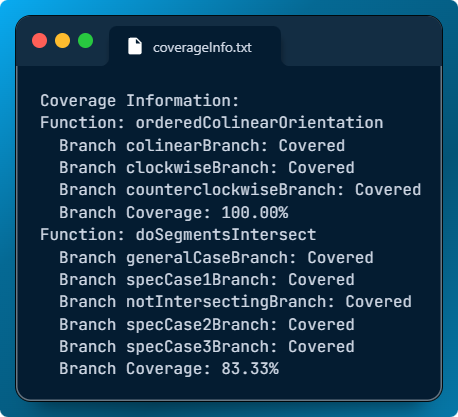 coverageInfo.txt
Coverage Information:
Function: orderedColinearOrientation
Branch colinearBranch: Covered
Branch clockwiseBranch: Covered
Branch counterclockwiseBranch: Covered
Branch Coverage: 100.00%
Function: doSegmentsIntersect
Branch generalCaseBranch: Covered
Branch specCase1Branch: Covered
Branch notIntersectingBranch: Covered
Branch specCase2Branch: Covered
Branch specCase3Branch: Covered
Branch Coverage: 83.33%